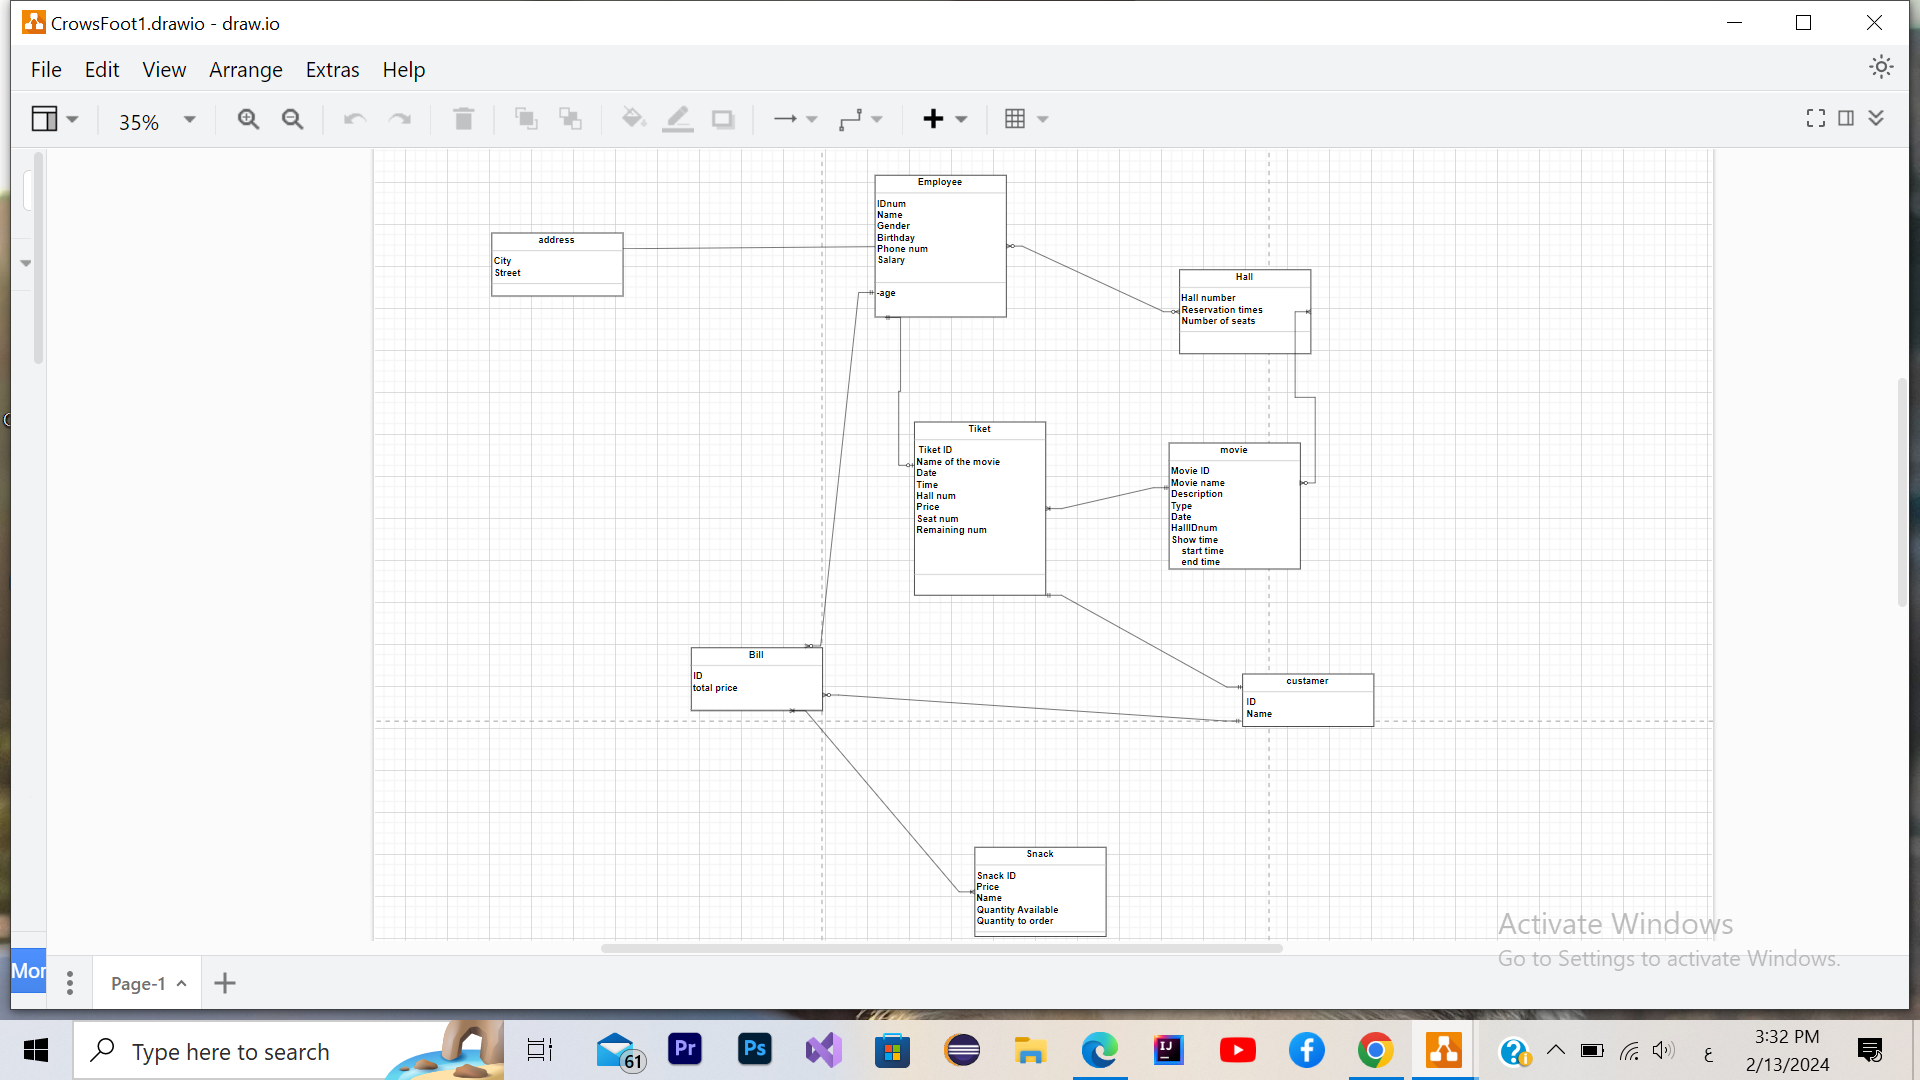 CrowsFoot1.drawio - draw.io
File Edit View Arrange Extras Help
35%
Employee
IDnum
Name
Gender
Birthday
Phone num
Salary
-age
address
City
Street
Hall
Hall number
Reservation times
Number of seats
Tiket
Tiket ID
Name of the movie
Date
Time
Hall num
Price
Seat num
Remaining num
movie
Movie ID
Movie name
Description
Type
Date
HallIDnum
Show time
start time
end time
Bill
ID
total price
custamer
ID
Name
Snack
Snack ID
Price
Name
Quantity Available
Quantity to order
Activate Windows
Go to Settings to activate Windows.
Mor
Page-1
Type here to search
61
Pr
Ps
IJ
ع
3:32 PM
2/13/2024